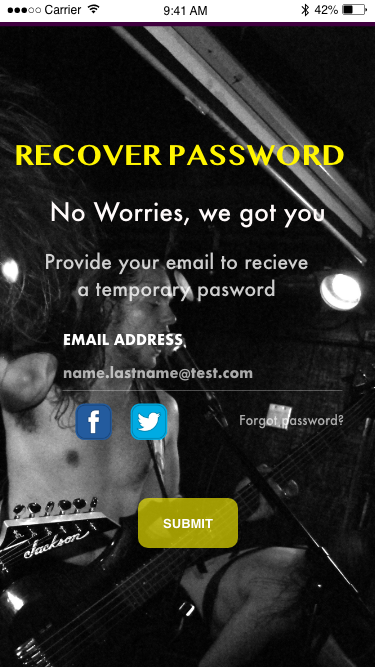 Carrier 9:41 AM 42%
RECOVER PASSWORD
No Worries, we got you
Provide your email to recieve
a temporary pasword
EMAIL ADDRESS
name.lastname@test.com
Forgot password?
SUBMIT
Jackson